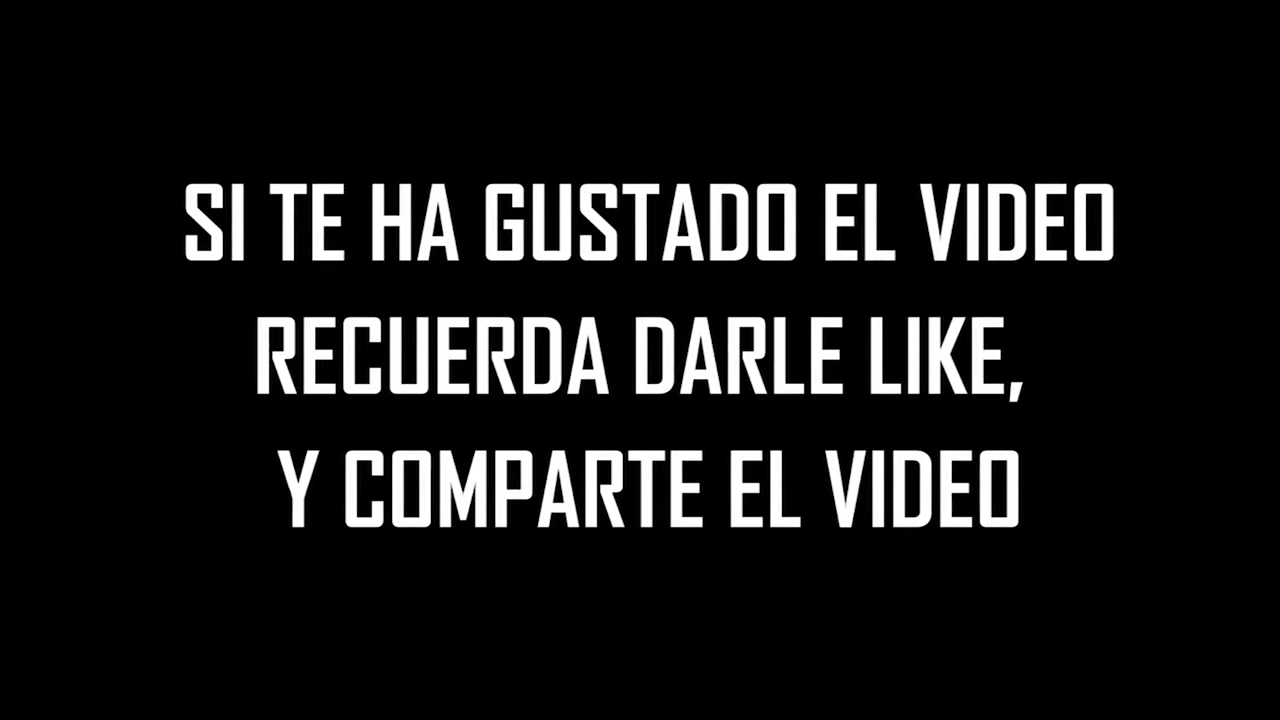 SI TE HA GUSTADO EL VIDEO
RECUERDA DARLE LIKE,
Y COMPARTE EL VIDEO